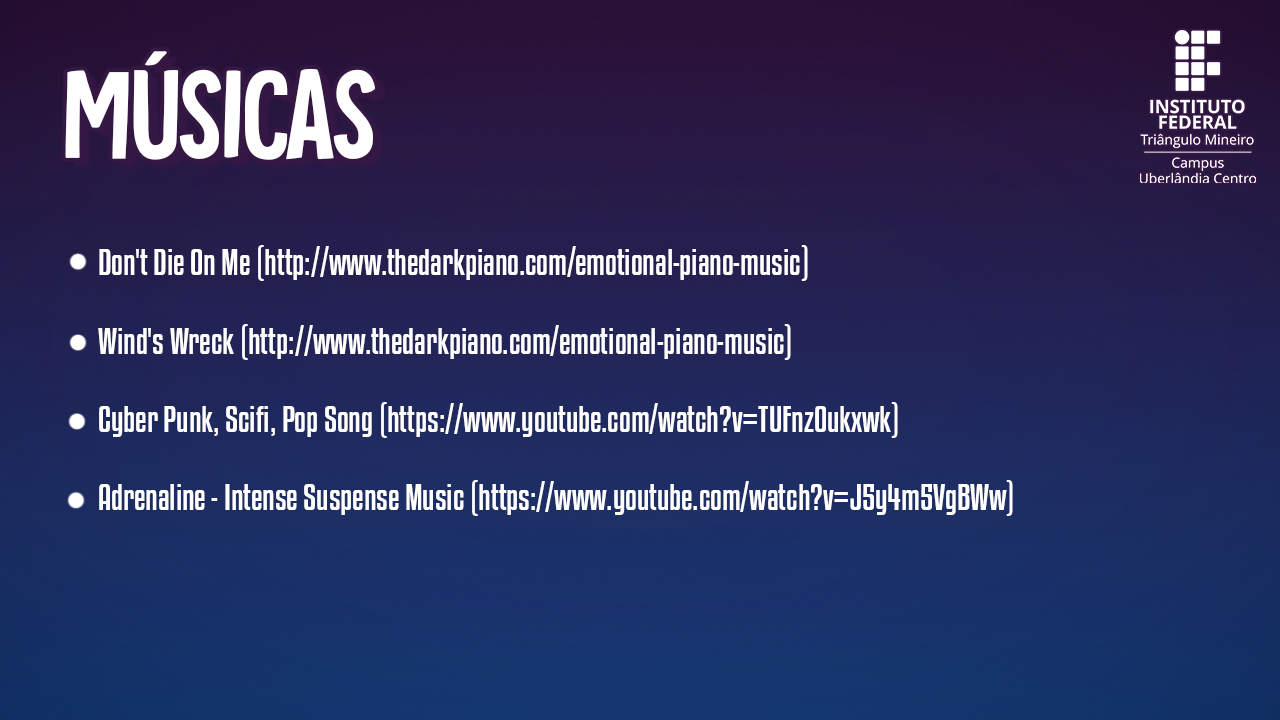 MÚSICAS
INSTITUTO
FEDERAL
Triângulo Mineiro
Campus
Uberlândia Centro
Don't Die On Me (http://www.thedarkpiano.com/emotional-piano-music)
Wind's Wreck (http://www.thedarkpiano.com/emotional-piano-music)
Cyber Punk, Scifi, Pop Song (https://www.youtube.com/watch?v=TUFnz0ukxwk)
Adrenaline - Intense Suspense Music (https://www.youtube.com/watch?v=J5y4m5VgBWw)